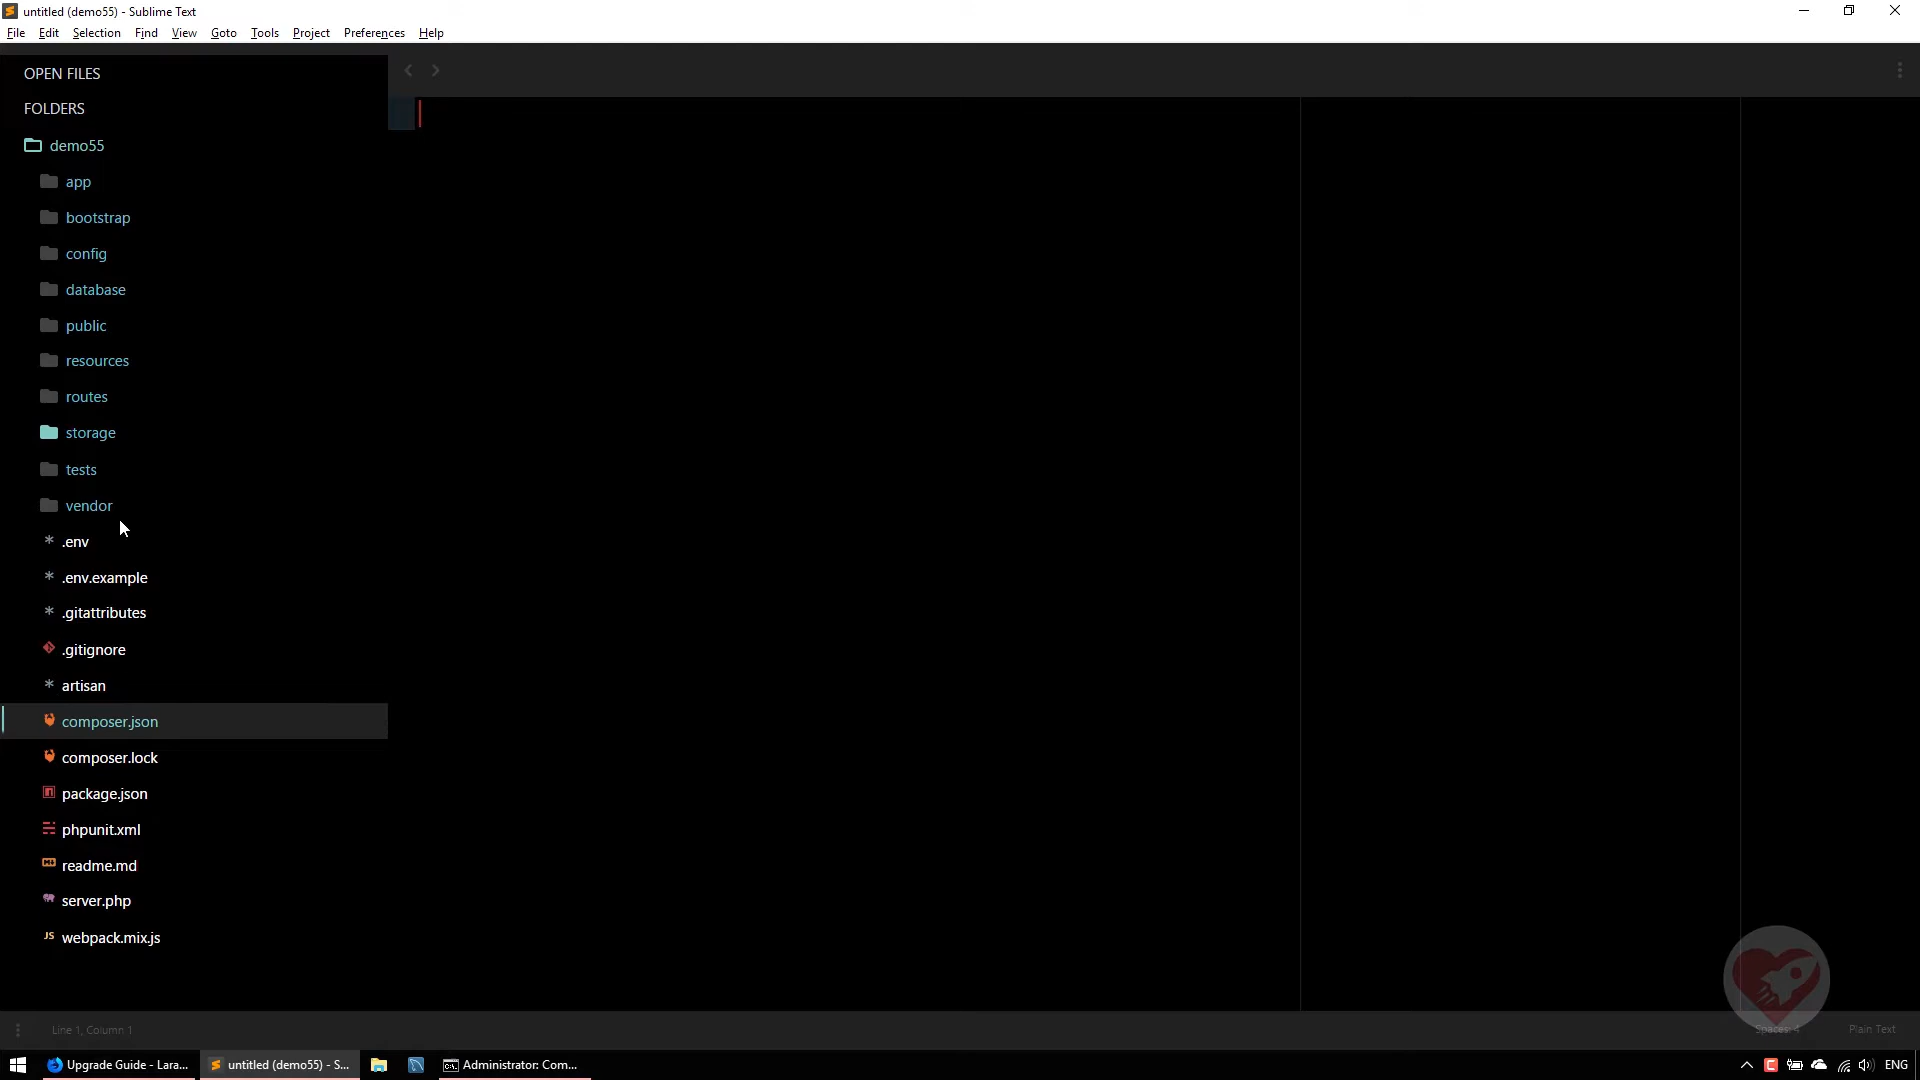 untitled (demo55) - Sublime Text
File Edit Selection Find View Goto Tools Project Preferences Help
OPEN FILES
FOLDERS
demo55
app
bootstrap
config
database
public
resources
routes
storage
tests
vendor
.env
.env.example
.gitattributes
.gitignore
artisan
composer.json
composer.lock
package.json
phpunit.xml
readme.md
server.php
JS webpack.mix.js
Line 1, Column 1 Spaces: 4 Plain Text
Upgrade Guide - Lara... untitled (demo55) - S... Administrator: Com... ENG